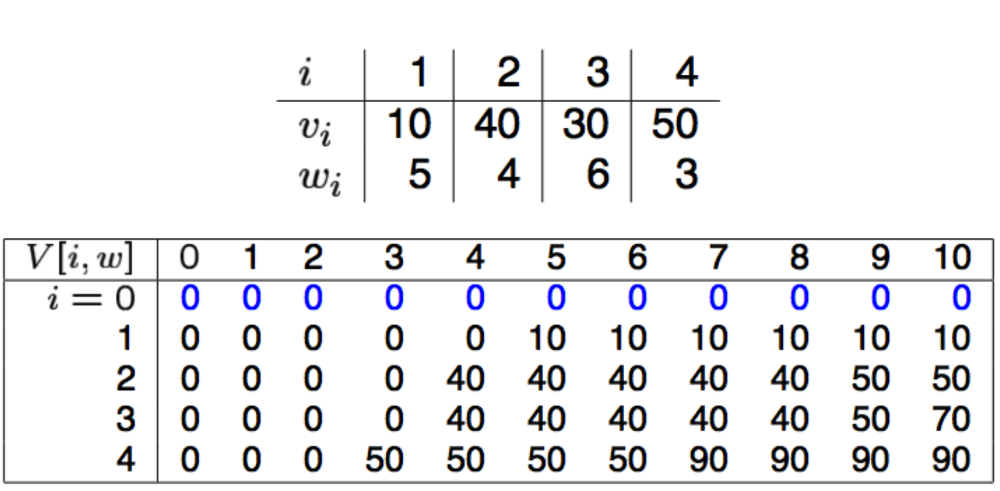 i 1 2 3 4
vi 10 40 30 50
wi 5 4 6 3
V[i, w] 0 1 2 3 4 5 6 7 8 9 10
i = 0 0 0 0 0 0 0 0 0 0 0 0
1 0 0 0 0 0 10 10 10 10 10 10
2 0 0 0 0 40 40 40 40 40 50 50
3 0 0 0 0 40 40 40 40 40 50 70
4 0 0 0 50 50 50 50 90 90 90 90